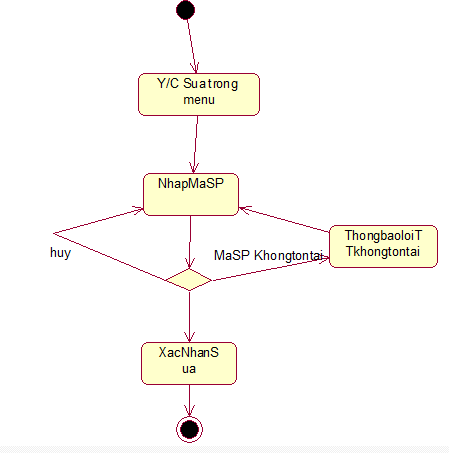 Y/C Suatrong
menu
NhapMaSP
ThongbaoloiT
Tkhongtontai
huy
MaSP Khongtontai
XacNhanS
ua